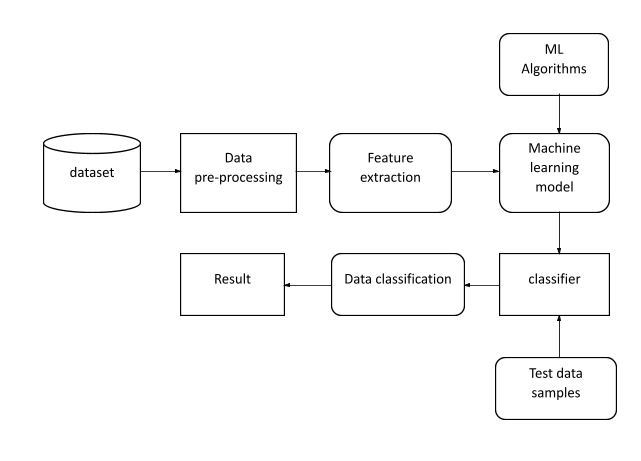 ML
Algorithms
dataset
Data
pre-processing
Feature
extraction
Machine
learning
model
Result
Data classification
classifier
Test data
samples